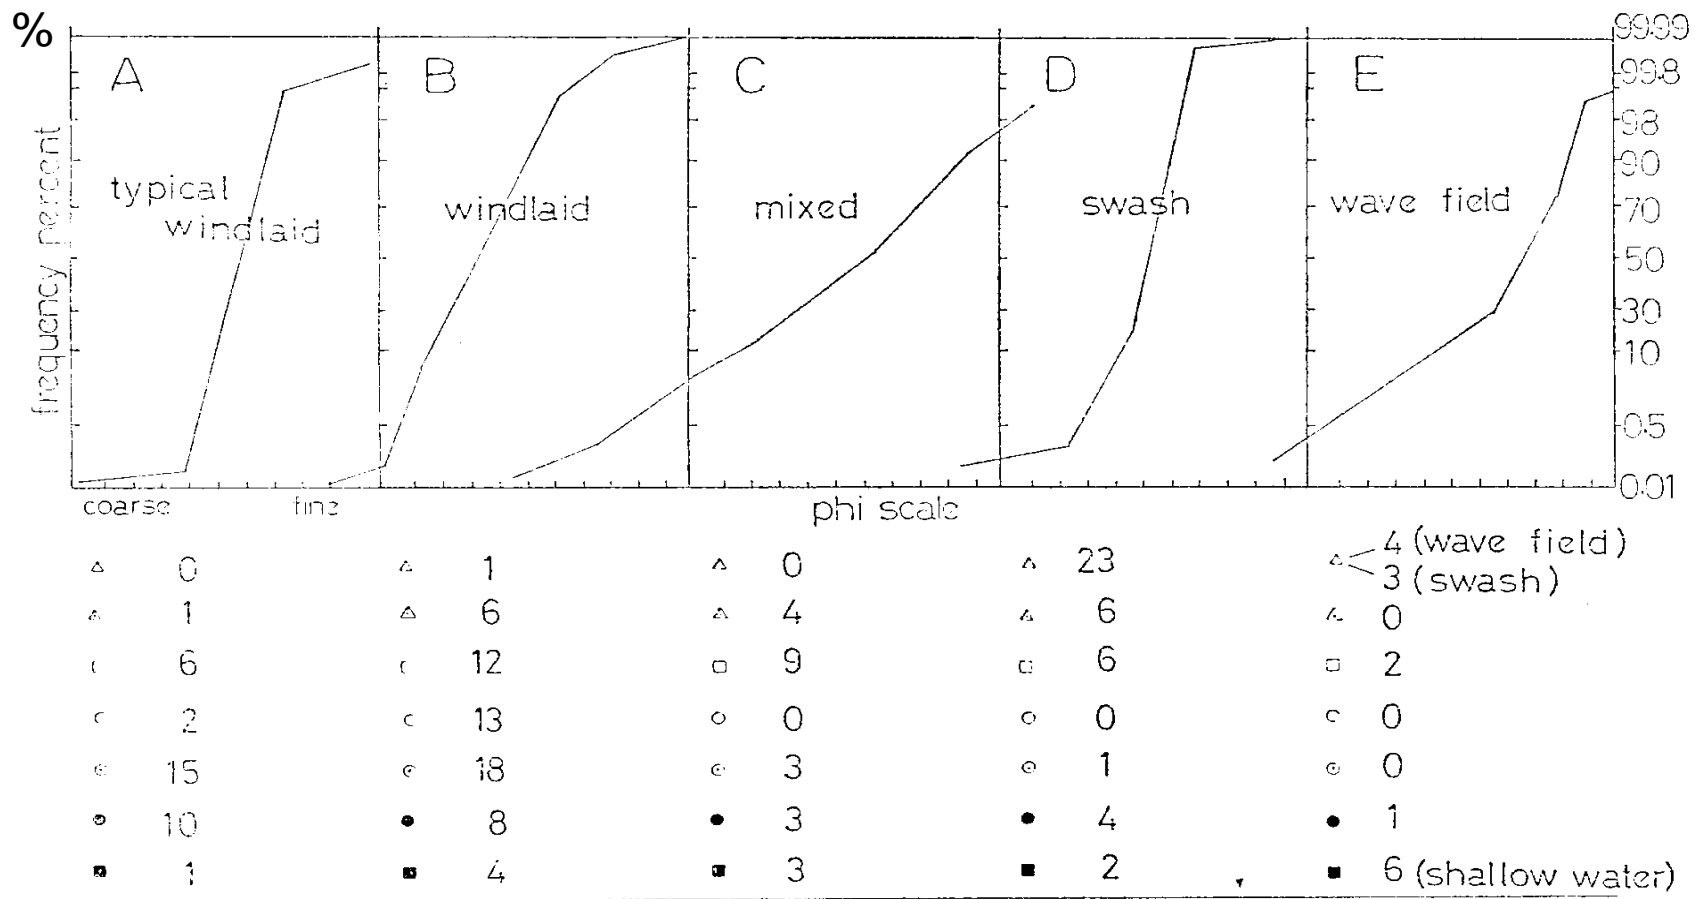 %
99.99
A B C D E
99.8
98
90
typical
windlaid
windlaid
mixed
swash
wave field
70
50
30
10
0.5
0.01
frequency percent
coarse fine
phi scale
0 1 0 23 4 (wave field)
3 (swash)
1 6 4 6 0
6 12 9 6 2
2 13 0 0 0
15 18 3 1 0
10 8 3 4 1
1 4 3 2 6 (shallow water)